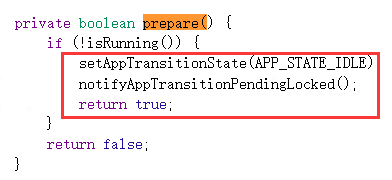 private boolean prepare() {
if (!isRunning()) {
setAppTransitionState(APP_STATE_IDLE)
notifyAppTransitionPendingLocked();
return true;
}
return false;
}